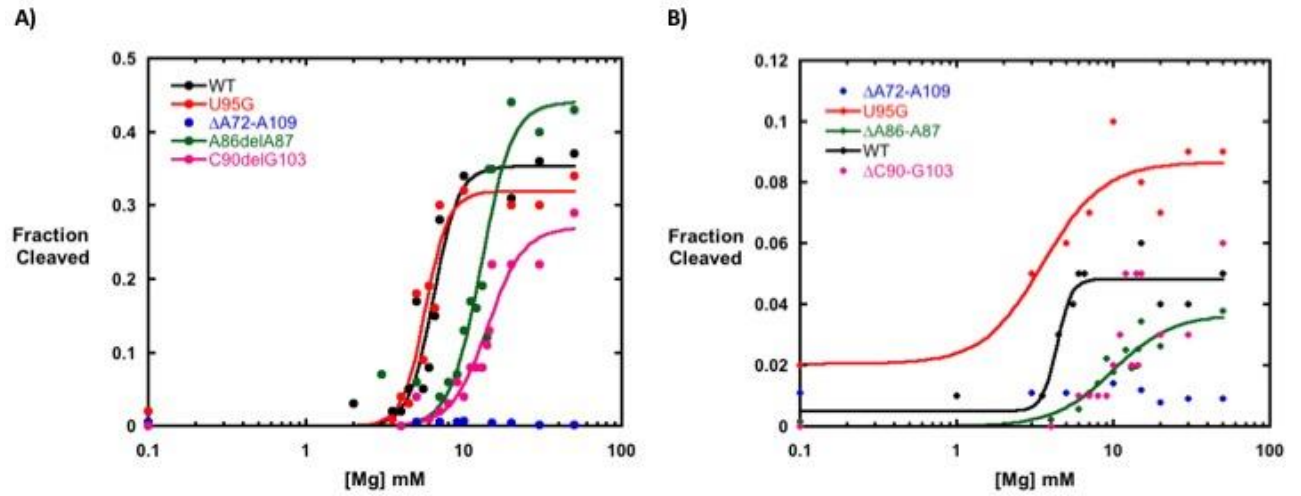 A)
0.5
0.4
0.3
0.2
0.1
0
Fraction
Cleaved
WT
U95G
ΔA72-A109
A86delA87
C90delG103
0.1 1 10 100
[Mg] mM
B)
0.12
0.1
0.08
0.06
0.04
0.02
0
Fraction
Cleaved
ΔA72-A109
U95G
ΔA86-A87
WT
ΔC90-G103
0.1 1 10 100
[Mg] mM